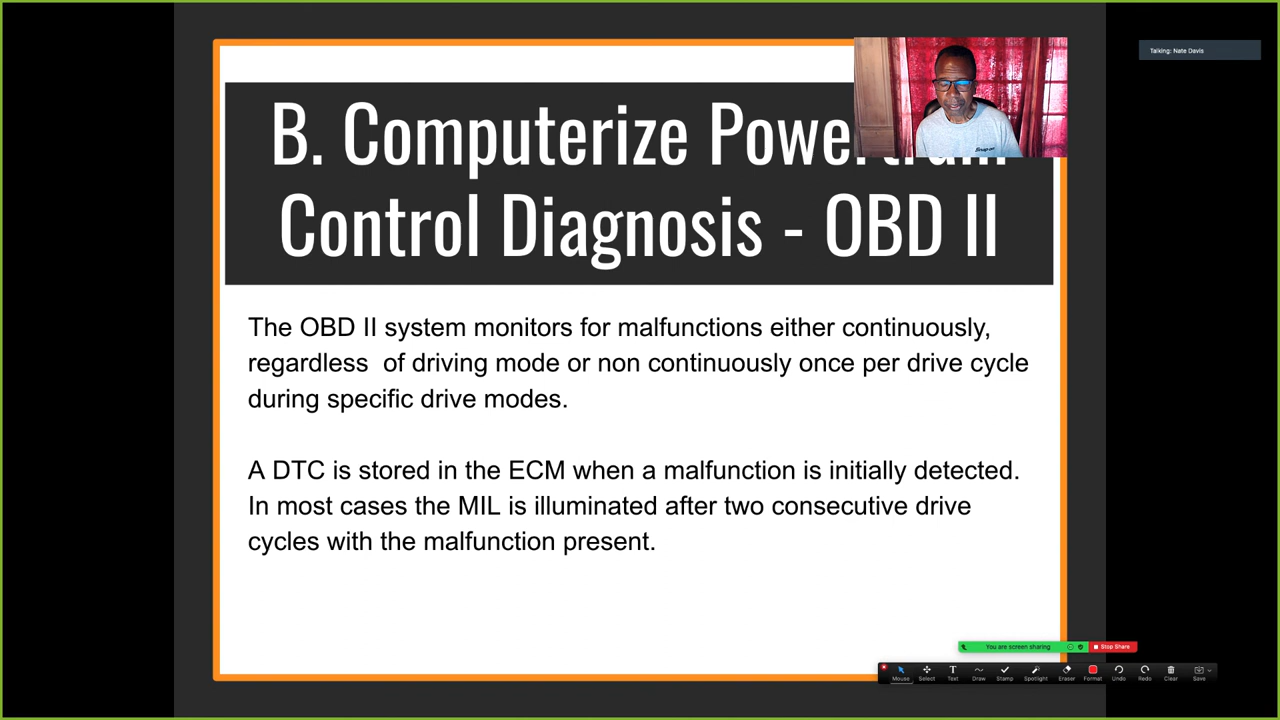 Talking: Nate Davis
B. Computerize
Control Diagnosis - OBD II
The OBD II system monitors for malfunctions either continuously,
regardless of driving mode or non continuously once per drive cycle
during specific drive modes.
A DTC is stored in the ECM when a malfunction is initially detected.
In most cases the MIL is illuminated after two consecutive drive
cycles with the malfunction present.
You are screen sharing Stop Share
Mouse Select Text Draw Stamp Spotlight Eraser Format Undo Redo Clear Save
Snap-on